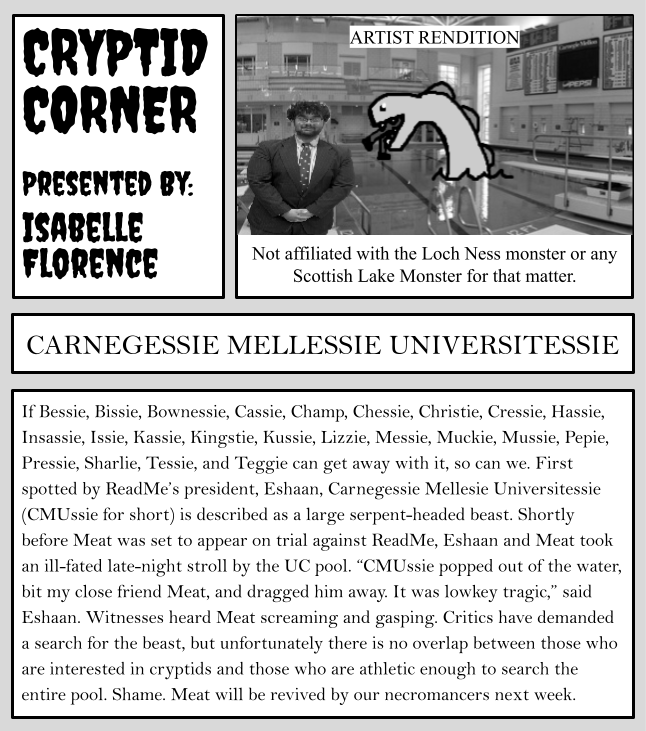 CRYPTID
CORNER
PRESENTED BY:
ISABELLE
FLORENCE
ARTIST RENDITION
Carnegie Mellon
Not affiliated with the Loch Ness monster or any
Scottish Lake Monster for that matter.
CARNEGESSIE MELLESSIE UNIVERSITESSIE
If Bessie, Bissie, Bownessie, Cassie, Champ, Chessie, Christie, Cressie, Hassie,
Insassie, Issie, Kassie, Kingstie, Kussie, Lizzie, Messie, Muckie, Mussie, Pepie,
Pressie, Sharlie, Tessie, and Teggie can get away with it, so can we. First
spotted by ReadMe’s president, Eshaan, Carnegessie Mellesie Universitessie
(CMUssie for short) is described as a large serpent-headed beast. Shortly
before Meat was set to appear on trial against ReadMe, Eshaan and Meat took
an ill-fated late-night stroll by the UC pool. “CMUssie popped out of the water,
bit my close friend Meat, and dragged him away. It was lowkey tragic,” said
Eshaan. Witnesses heard Meat screaming and gasping. Critics have demanded
a search for the beast, but unfortunately there is no overlap between those who
are interested in cryptids and those who are athletic enough to search the
entire pool. Shame. Meat will be revived by our necromancers next week.